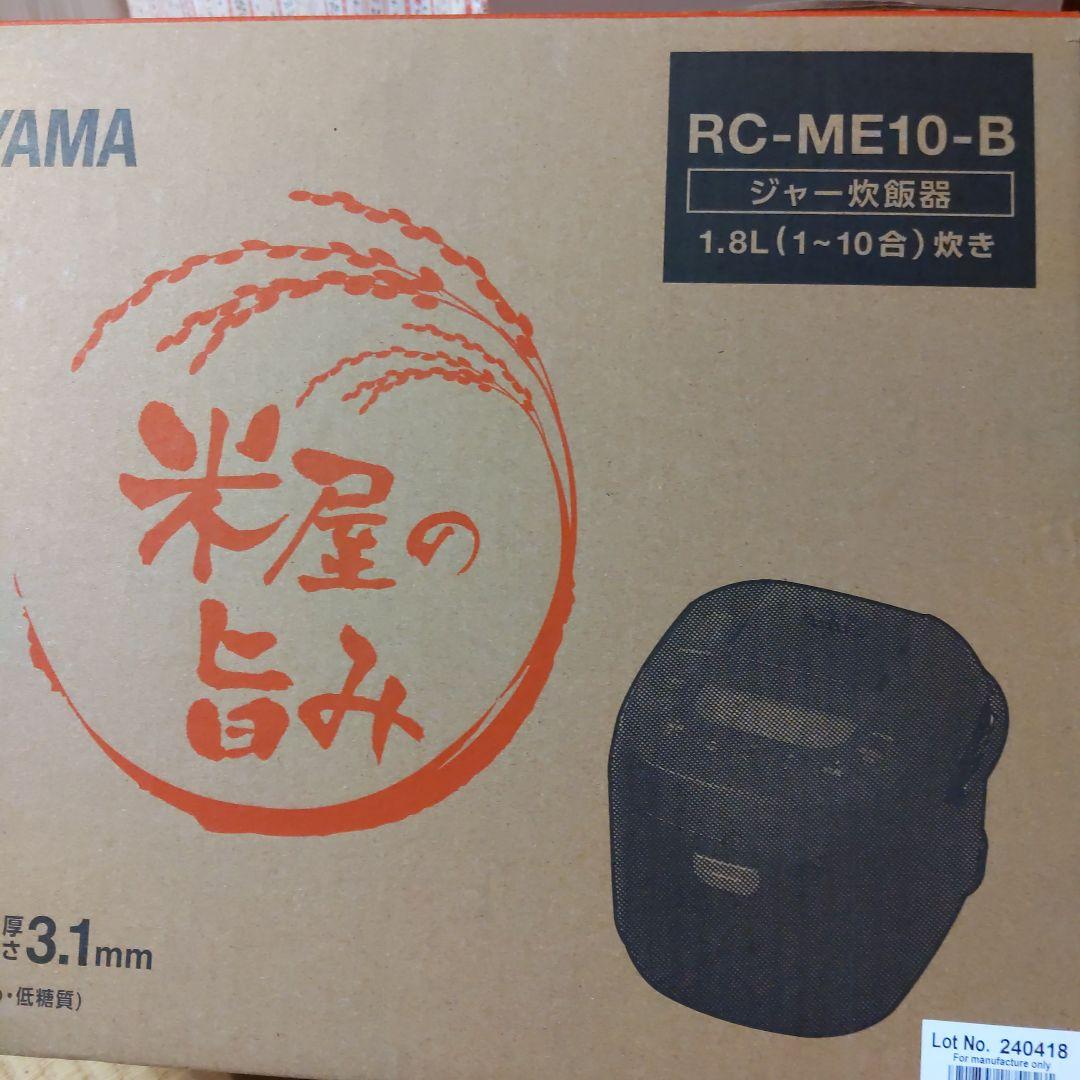 YAMA
RC-ME10-B
ジャー炊飯器
1.8L(1~10合)炊き
米屋の
旨み
厚さ3.1mm
・低糖質)
Lot No. 240418
For manufacture only